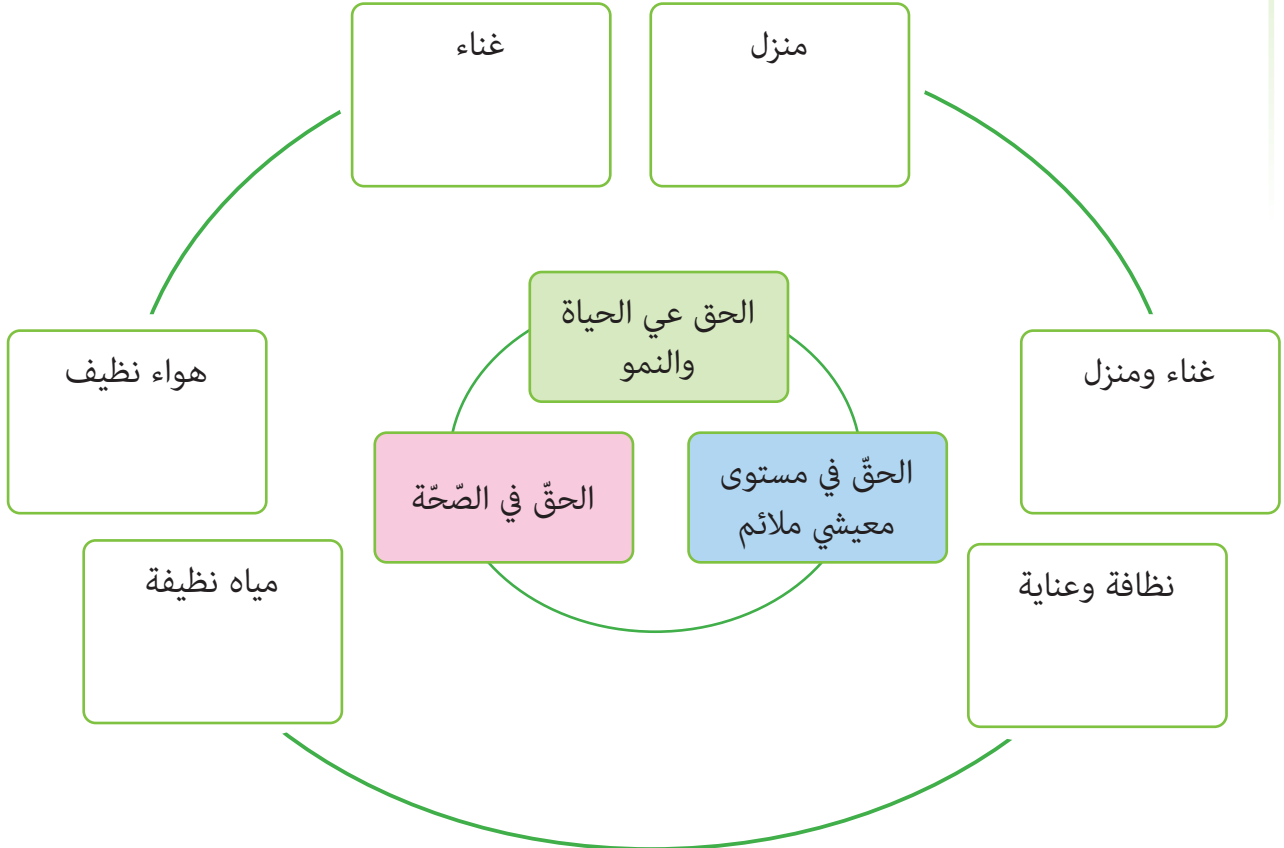 منزل
غناء
الحق عي الحياة
والنمو
غناء ومنزل
هواء نظيف
الحقّ في مستوى
معيشي ملائم
الحقّ في الصّحّة
نظافة وعناية
مياه نظيفة